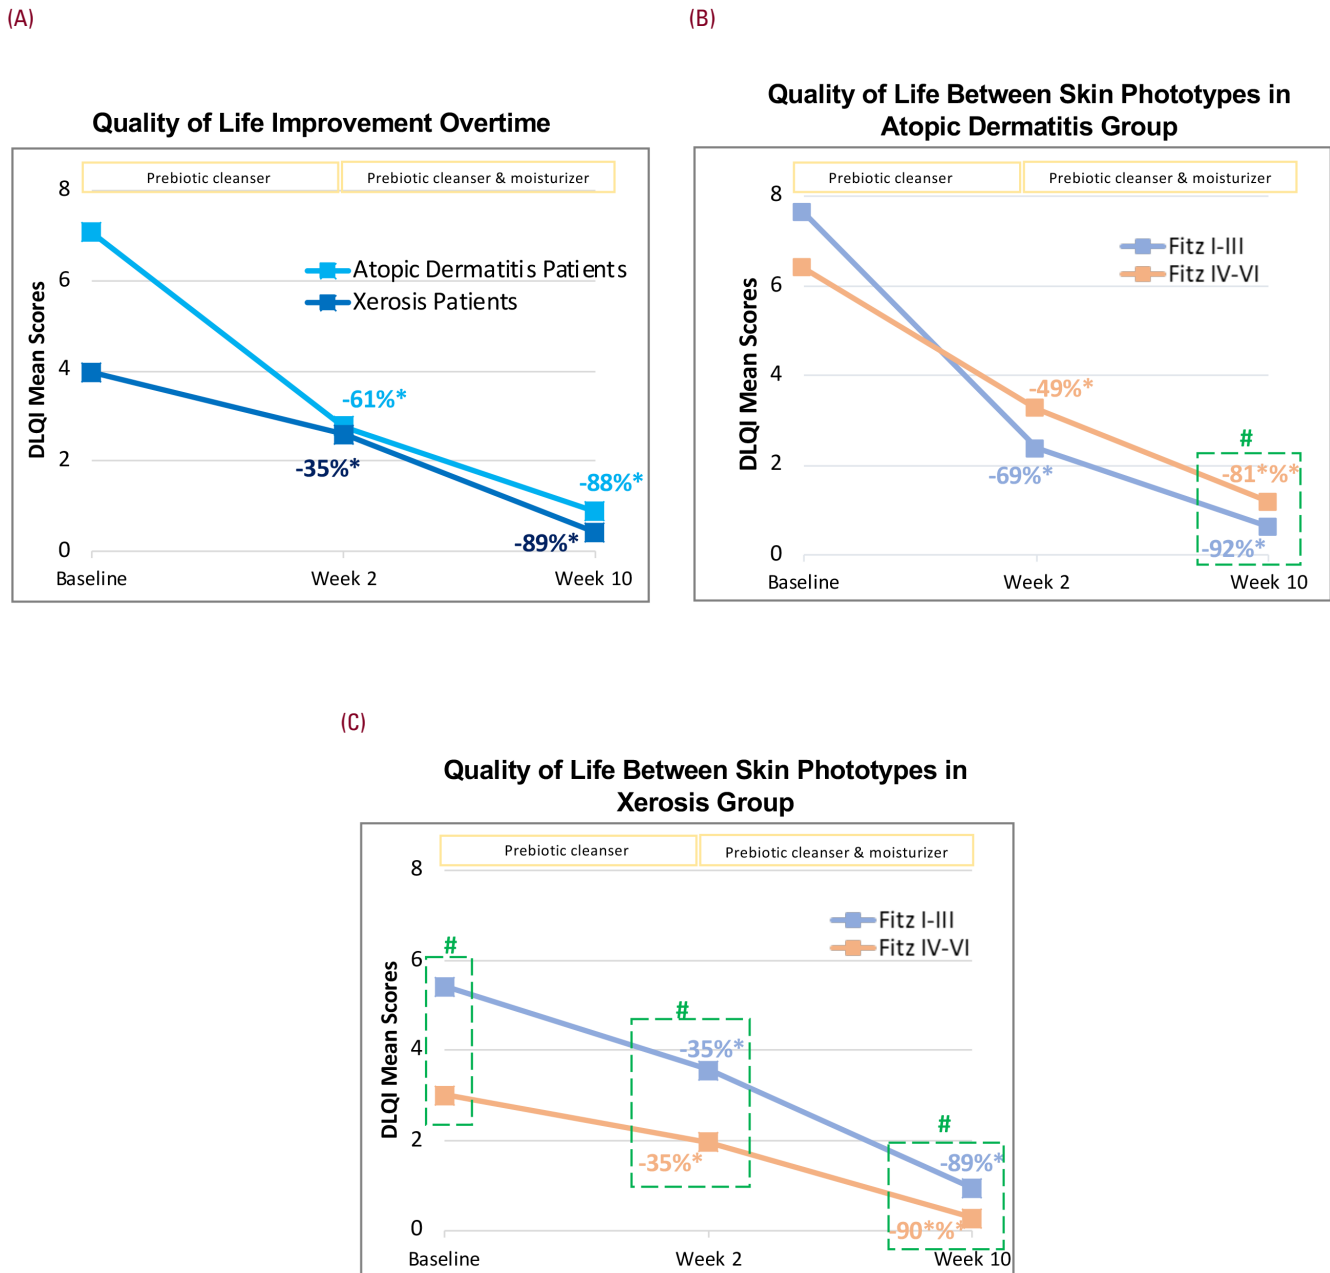 (A)
Quality of Life Improvement Overtime
Prebiotic cleanser
Prebiotic cleanser & moisturizer
8
6
4
2
0
DLQI Mean Scores
Atopic Dermatitis Patients
Xerosis Patients
-61%*
-35%*
-88%*
-89%*
Baseline
Week 2
Week 10
(B)
Quality of Life Between Skin Phototypes in
Atopic Dermatitis Group
Prebiotic cleanser
Prebiotic cleanser & moisturizer
8
6
4
2
0
DLQI Mean Scores
Fitz I-III
Fitz IV-VI
-49%*
-69%*
#
-81*%*
-92%*
Baseline
Week 2
Week 10
(C)
Quality of Life Between Skin Phototypes in
Xerosis Group
Prebiotic cleanser
Prebiotic cleanser & moisturizer
8
6
4
2
0
DLQI Mean Scores
Fitz I-III
Fitz IV-VI
#
#
-35%*
-35%*
#
-89%*
-90*%*
Baseline
Week 2
Week 10